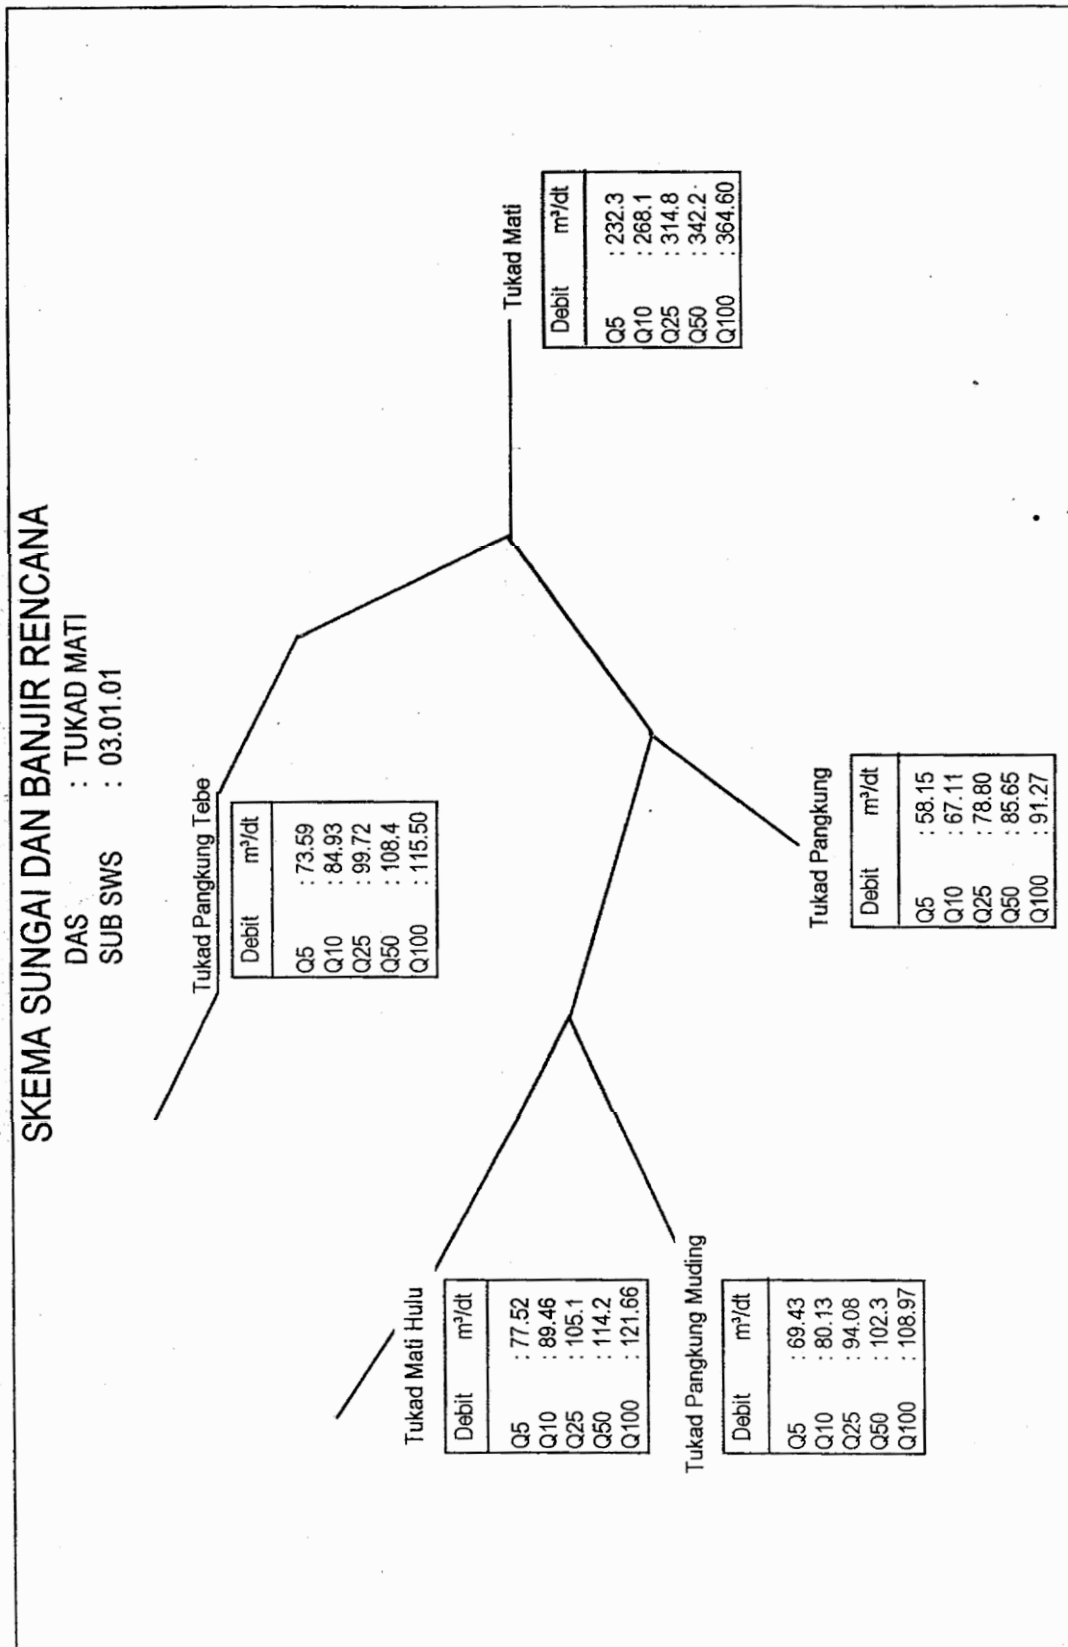 SKEMA SUNGAI DAN BANJIR RENCANA
DAS : TUKAD MATI
SUB SWS : 03.01.01
Tukad Pangkung Tebe
Debit m³/dt
Q5 : 73.59
Q10 : 84.93
Q25 : 99.72
Q50 : 108.4
Q100 : 115.50
Tukad Mati
Debit m³/dt
Q5 : 232.3
Q10 : 268.1
Q25 : 314.8
Q50 : 342.2
Q100 : 364.60
Tukad Mati Hulu
Debit m³/dt
Q5 : 77.52
Q10 : 89.46
Q25 : 105.1
Q50 : 114.2
Q100 : 121.66
Tukad Pangkung Muding
Debit m³/dt
Q5 : 69.43
Q10 : 80.13
Q25 : 94.08
Q50 : 102.3
Q100 : 108.97
Tukad Pangkung
Debit m³/dt
Q5 : 58.15
Q10 : 67.11
Q25 : 78.80
Q50 : 85.65
Q100 : 91.27